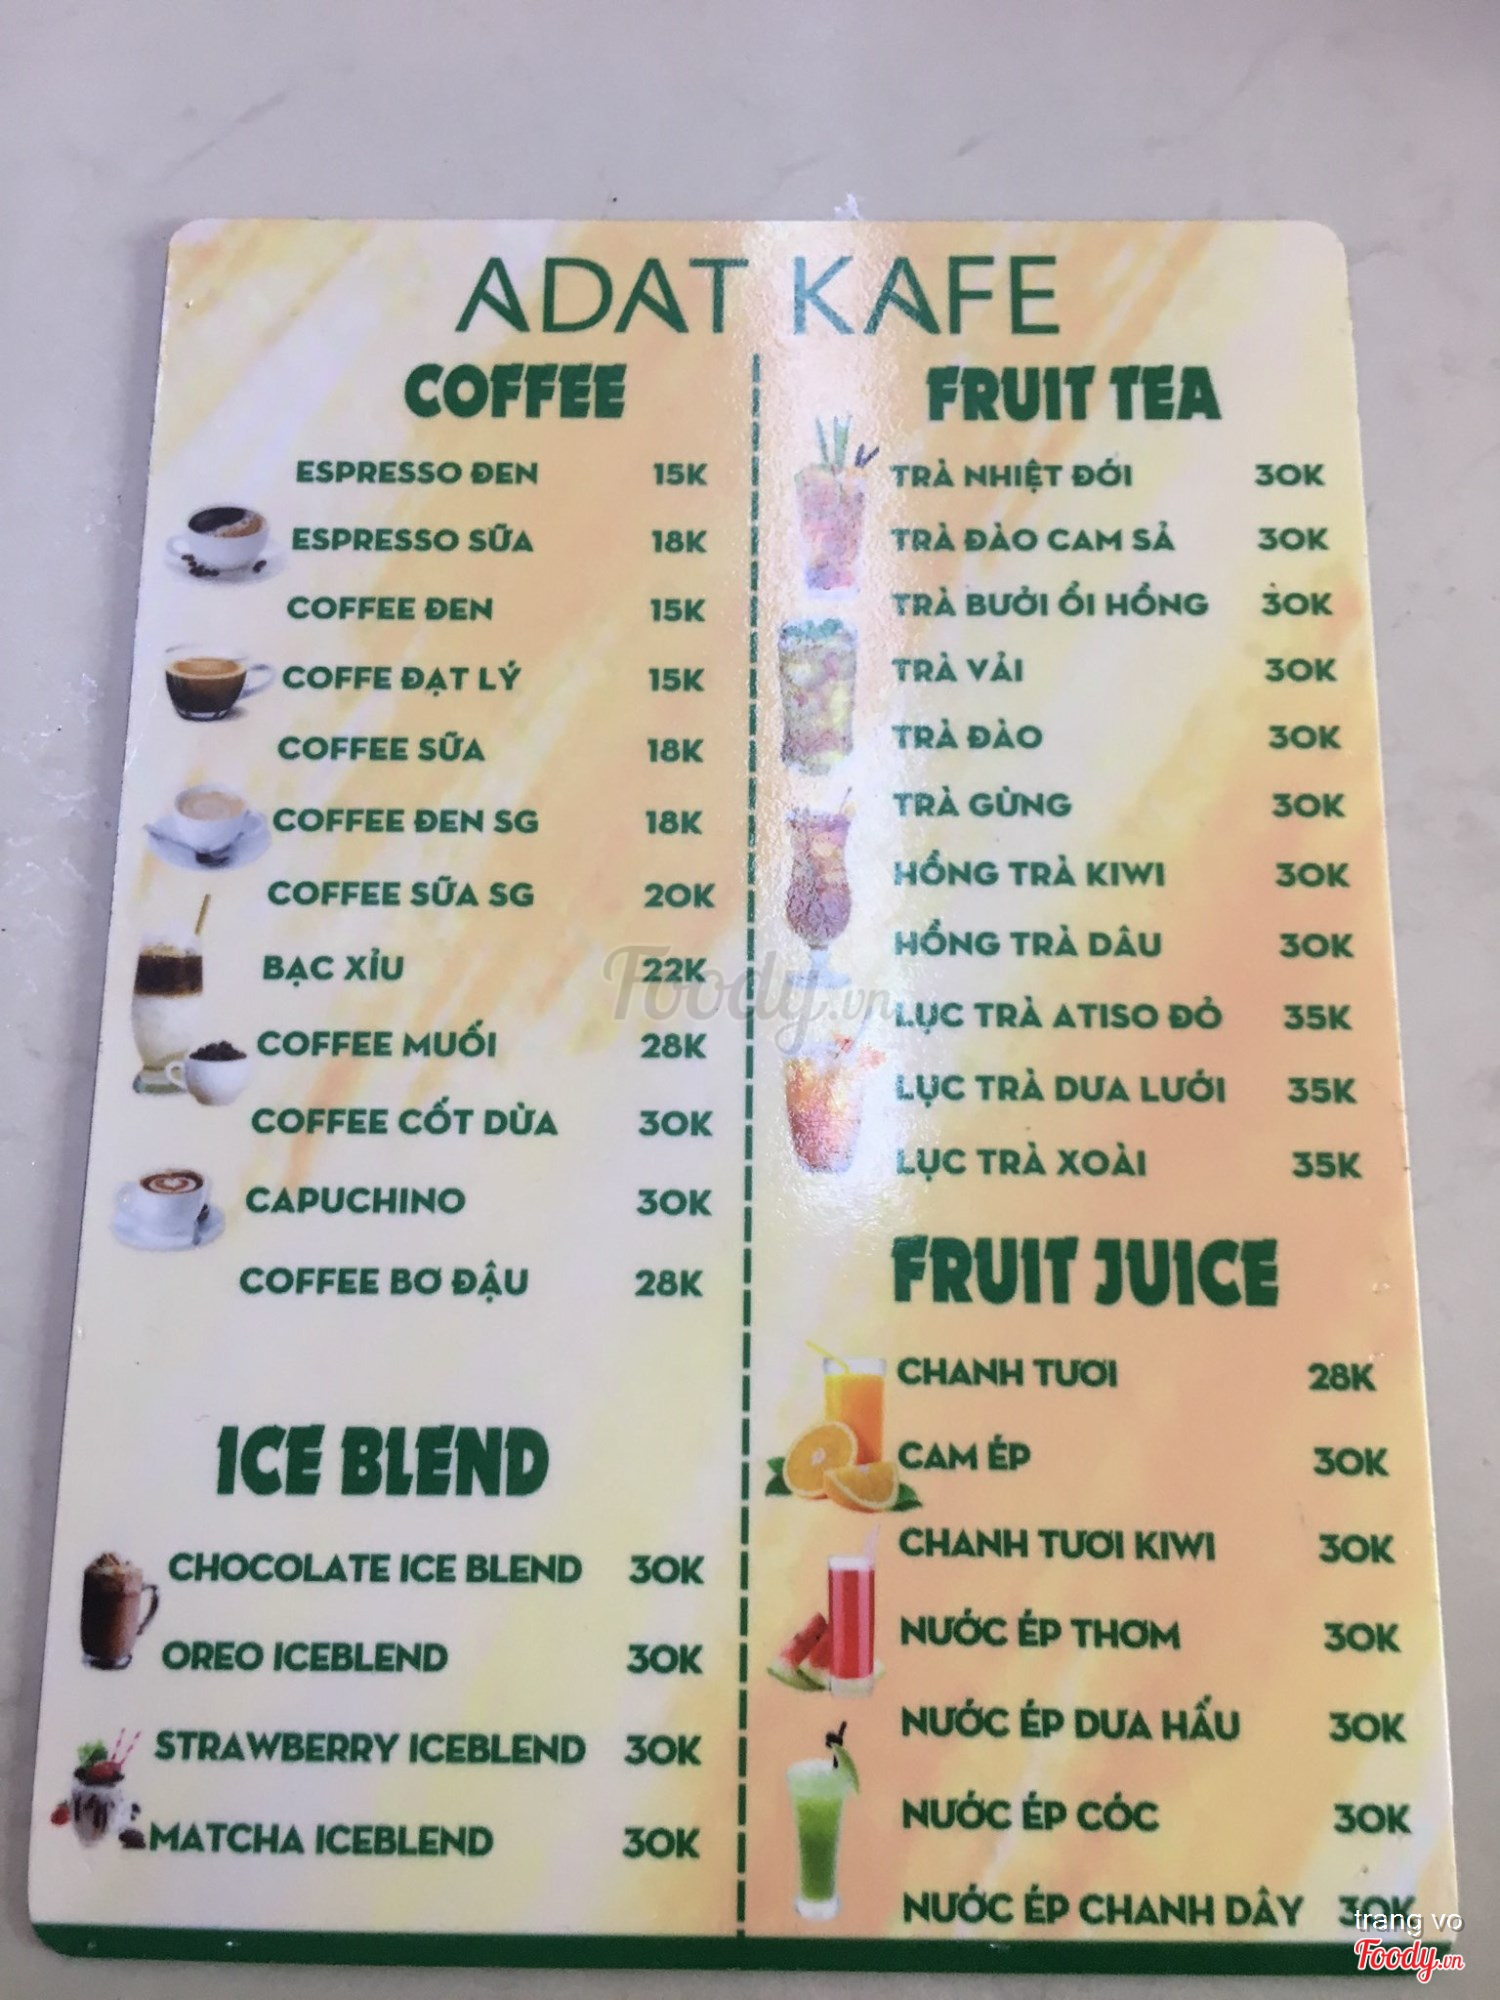 ADAT KAFE
COFFEE
ESPRESSO ĐEN 15K
ESPRESSO SỮA 18K
COFFEE ĐEN 15K
COFFE ĐẠT LÝ 15K
COFFEE SỮA 18K
COFFEE ĐEN SG 18K
COFFEE SỮA SG 20K
BẠC XỈU 22K
COFFEE MUỐI 28K
COFFEE CỐT DỪA 30K
CAPUCHINO 30K
COFFEE BƠ ĐẬU 28K
ICE BLEND
CHOCOLATE ICE BLEND 30K
OREO ICEBLEND 30K
STRAWBERRY ICEBLEND 30K
MATCHA ICEBLEND 30K
FRUIT TEA
TRÀ NHIỆT ĐỚI 30K
TRÀ ĐÀO CAM SẢ 30K
TRÀ BƯỞI ỔI HỒNG 30K
TRÀ VẢI 30K
TRÀ ĐÀO 30K
TRÀ GỪNG 30K
HỒNG TRÀ KIWI 30K
HỒNG TRÀ DÂU 30K
LỤC TRÀ ATISO ĐỎ 35K
LỤC TRÀ DƯA LƯỚI 35K
LỤC TRÀ XOÀI 35K
FRUIT JUICE
CHANH TƯƠI 28K
CAM ÉP 30K
CHANH TƯƠI KIWI 30K
NƯỚC ÉP THƠM 30K
NƯỚC ÉP DƯA HẤU 30K
NƯỚC ÉP CÓC 30K
NƯỚC ÉP CHANH DÂY 30K
Foody.vn
trang vo
Foody.vn